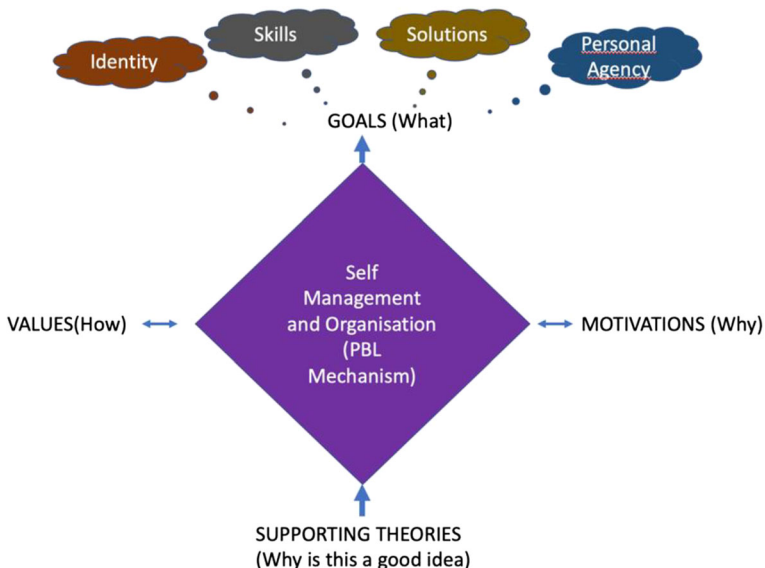 Identity
Skills
Solutions
Personal
Agency
GOALS (What)
Self
Management
and Organisation
(PBL
Mechanism)
VALUES(How)
MOTIVATIONS (Why)
SUPPORTING THEORIES
(Why is this a good idea)